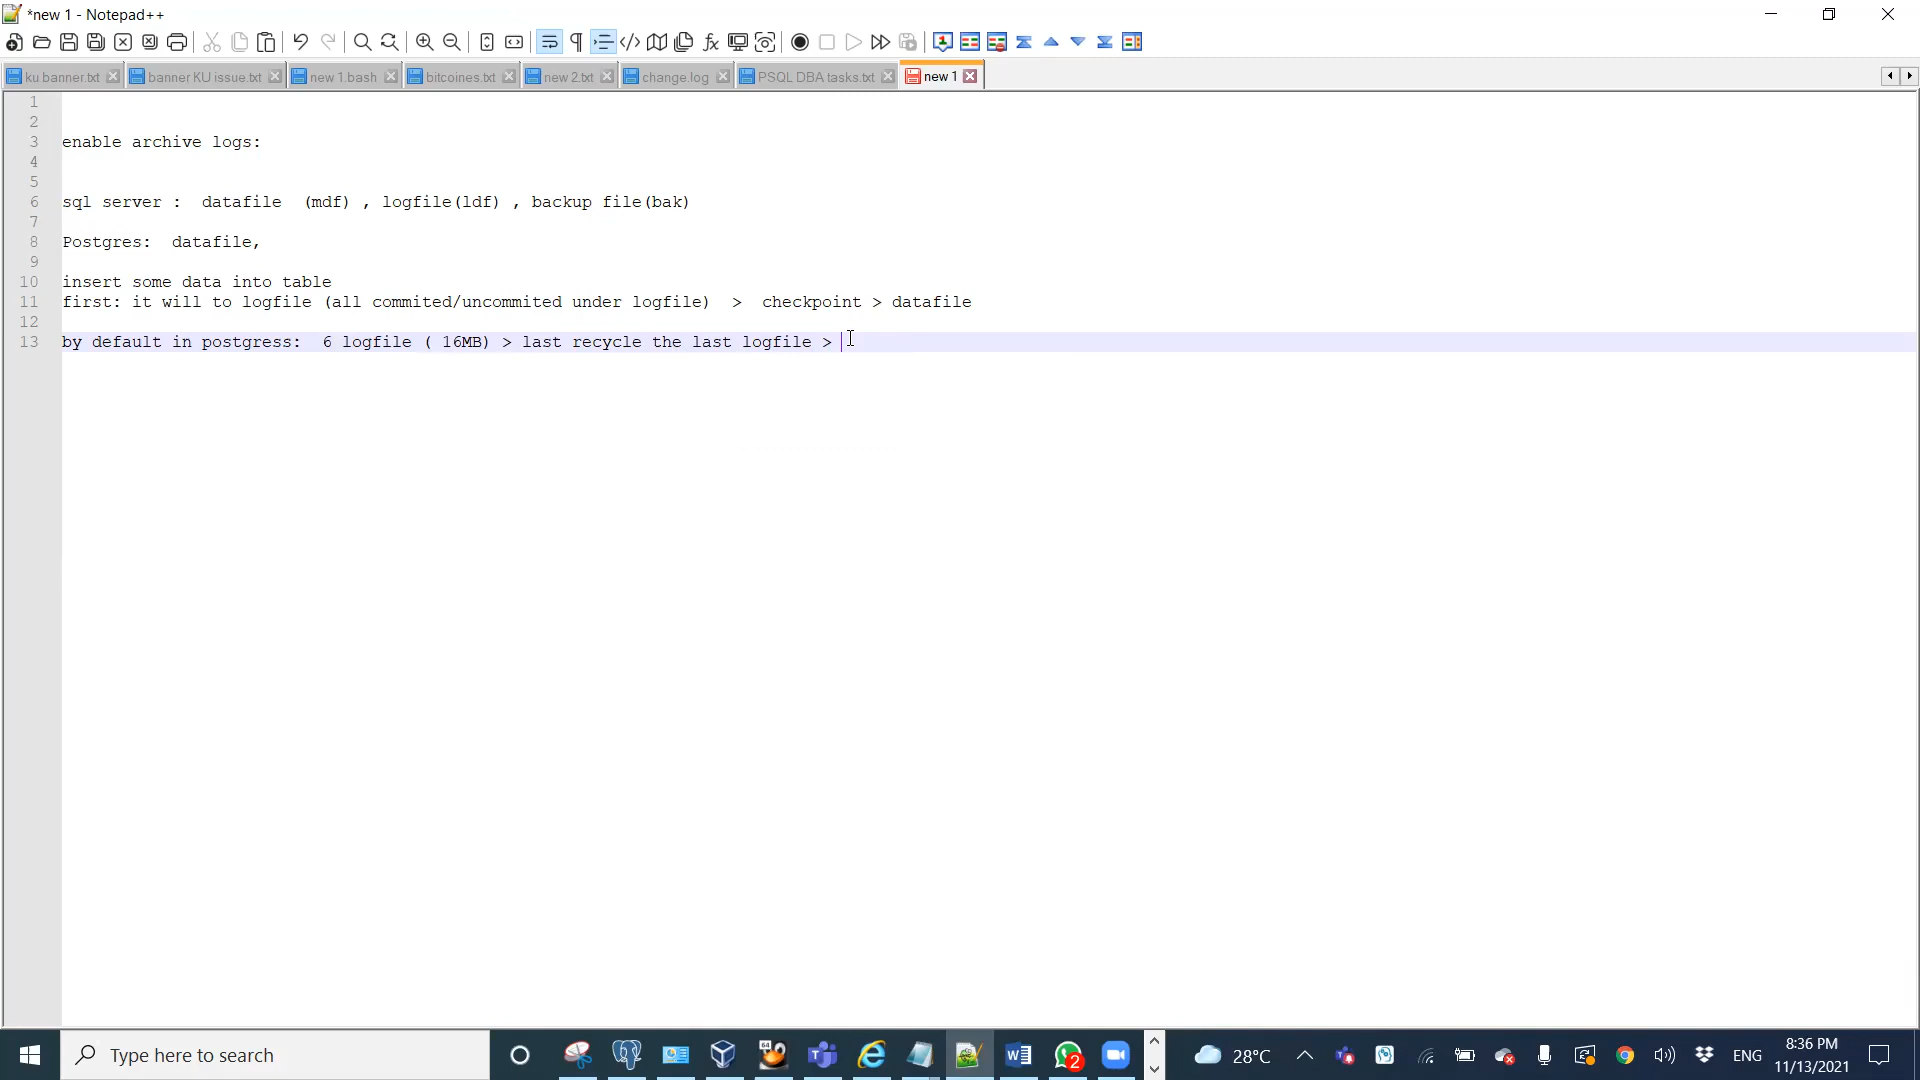 *new 1 - Notepad++
ku banner.txt banner KU issue.txt new 1.bash bitcoines.txt new 2.txt change.log PSQL DBA tasks.txt new 1
1
2
3 enable archive logs:
4
5
6 sql server : datafile (mdf) , logfile(ldf) , backup file(bak)
7
8 Postgres: datafile,
9
10 insert some data into table
11 first: it will to logfile (all commited/uncommited under logfile) > checkpoint > datafile
12
13 by default in postgress: 6 logfile ( 16MB) > last recycle the last logfile >
Type here to search
2
28°C
ENG
8:36 PM
11/13/2021